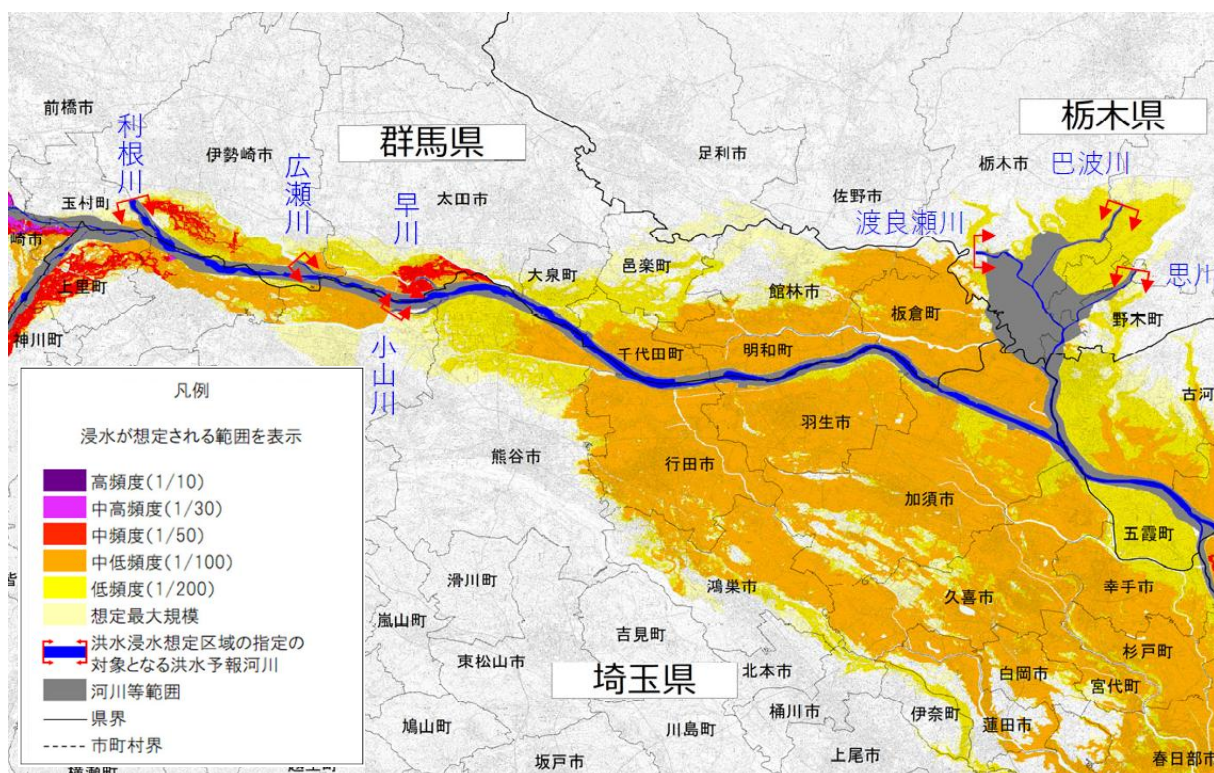 群馬県
栃木県
埼玉県
前橋市
利根川
伊勢崎市
広瀬川
玉村町
早川
太田市
足利市
佐野市
栃木市
巴波川
渡良瀬川
思川
野木町
崎市
上里町
神川町
小山川
大泉町
邑楽町
館林市
板倉町
千代田町
明和町
古河
羽生市
行田市
熊谷市
加須市
五霞町
幸手市
鴻巣市
久喜市
滑川町
嵐山町
吉見町
東松山市
北本市
杉戸町
白岡市
宮代町
桶川市
伊奈町
蓮田市
鳩山町
川島町
坂戸市
上尾市
春日部市
凡例
浸水が想定される範囲を表示
高頻度(1/10)
中高頻度(1/30)
中頻度(1/50)
中低頻度(1/100)
低頻度(1/200)
想定最大規模
洪水浸水想定区域の指定の
対象となる洪水予報河川
河川等範囲
県界
市町村界